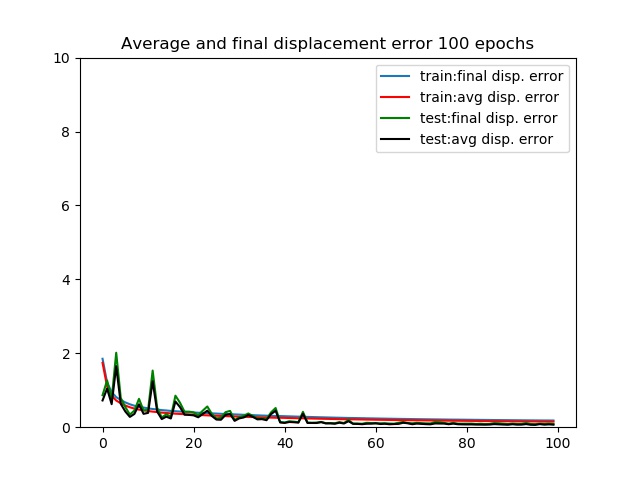 Average and final displacement error 100 epochs
10
8
6
4
2
0
train:final disp. error
train:avg disp. error
test:final disp. error
test:avg disp. error
0 20 40 60 80 100